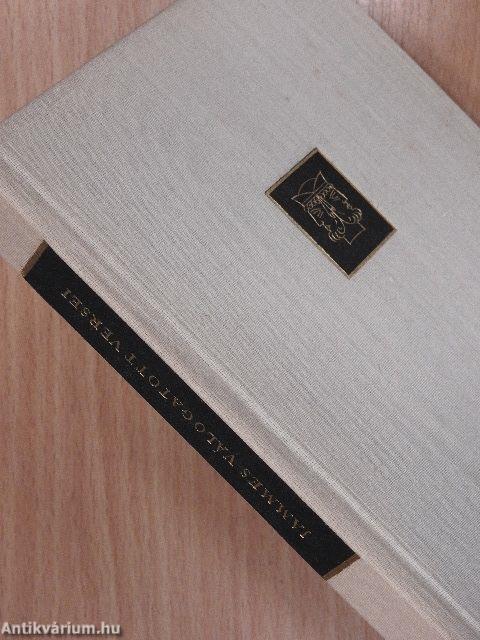 JAMMES VÁLOGATOTT VERSEI
Antikvárium.hu